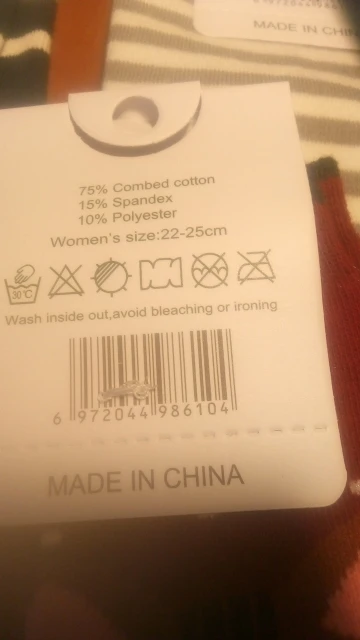 MADE IN CHIN
75% Combed cotton
15% Spandex
10% Polyester
Women's size:22-25cm
30°C
Wash inside out,avoid bleaching or ironing
6 972044 986104
MADE IN CHINA